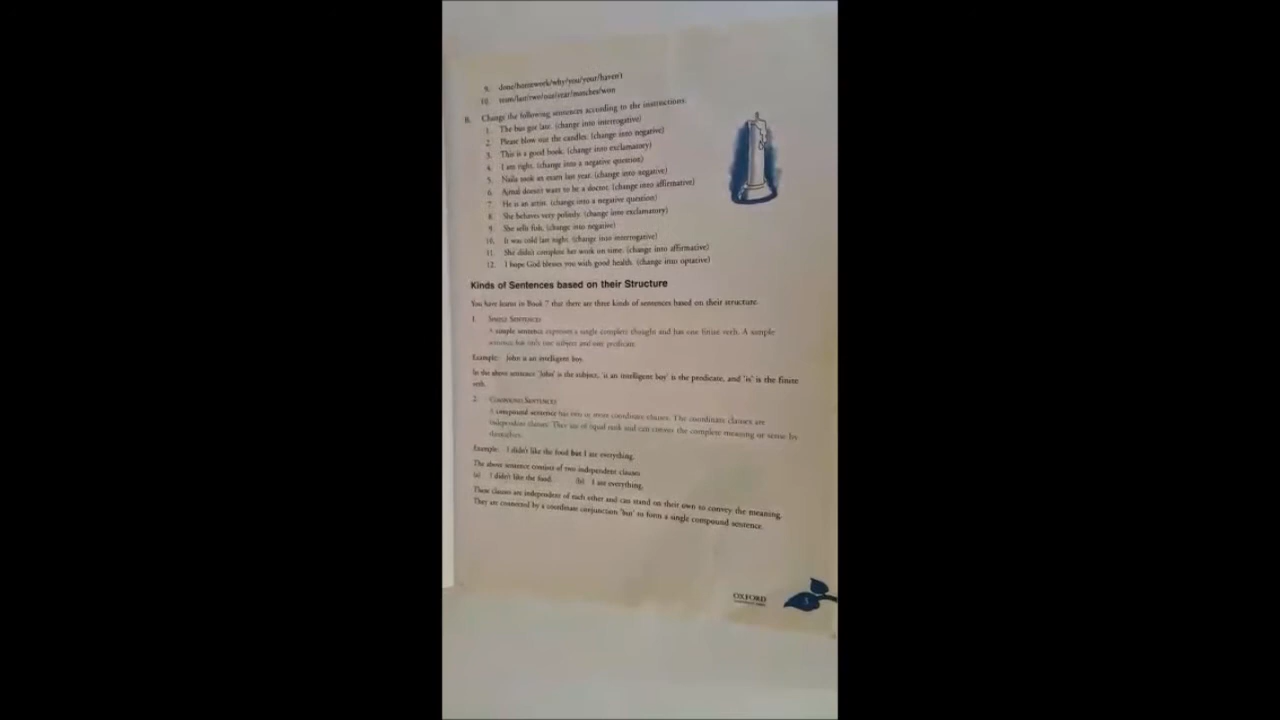 9. done/homework/why/you/your/haven't
10. team/last/two/our/year/matches/won
B. Change the following sentences according to the instructions.
1. The bus got late. (change into interrogative)
2. Please blow out the candles. (change into negative)
3. This is a good book. (change into exclamatory)
4. I am right. (change into a negative question)
5. Naila took an exam last year. (change into negative)
6. Ajmal doesn't want to be a doctor. (change into affirmative)
7. He is an artist. (change into a negative question)
8. She behaves very politely. (change into exclamatory)
9. She sells fish. (change into negative)
10. It was cold last night. (change into interrogative)
11. She didn't complete her work on time. (change into affirmative)
12. I hope God blesses you with good health. (change into optative)
Kinds of Sentences based on their Structure
You have learnt in Book 7 that there are three kinds of sentences based on their structure.
1. SIMPLE SENTENCES
A simple sentence expresses a single complete thought and has one finite verb. A simple
sentence has only one subject and one predicate.
Example: John is an intelligent boy.
In the above sentence 'John' is the subject, 'is an intelligent boy' is the predicate, and 'is' is the finite
verb.
2. COMPOUND SENTENCES
A compound sentence has two or more coordinate clauses. The coordinate clauses are
independent clauses. They are of equal rank and can convey the complete meaning or sense by
themselves.
Example: I didn't like the food but I ate everything.
The above sentence consists of two independent clauses
(a) I didn't like the food. (b) I ate everything.
These clauses are independent of each other and can stand on their own to convey the meaning.
They are connected by a coordinate conjunction 'but' to form a single compound sentence.
OXFORD
3